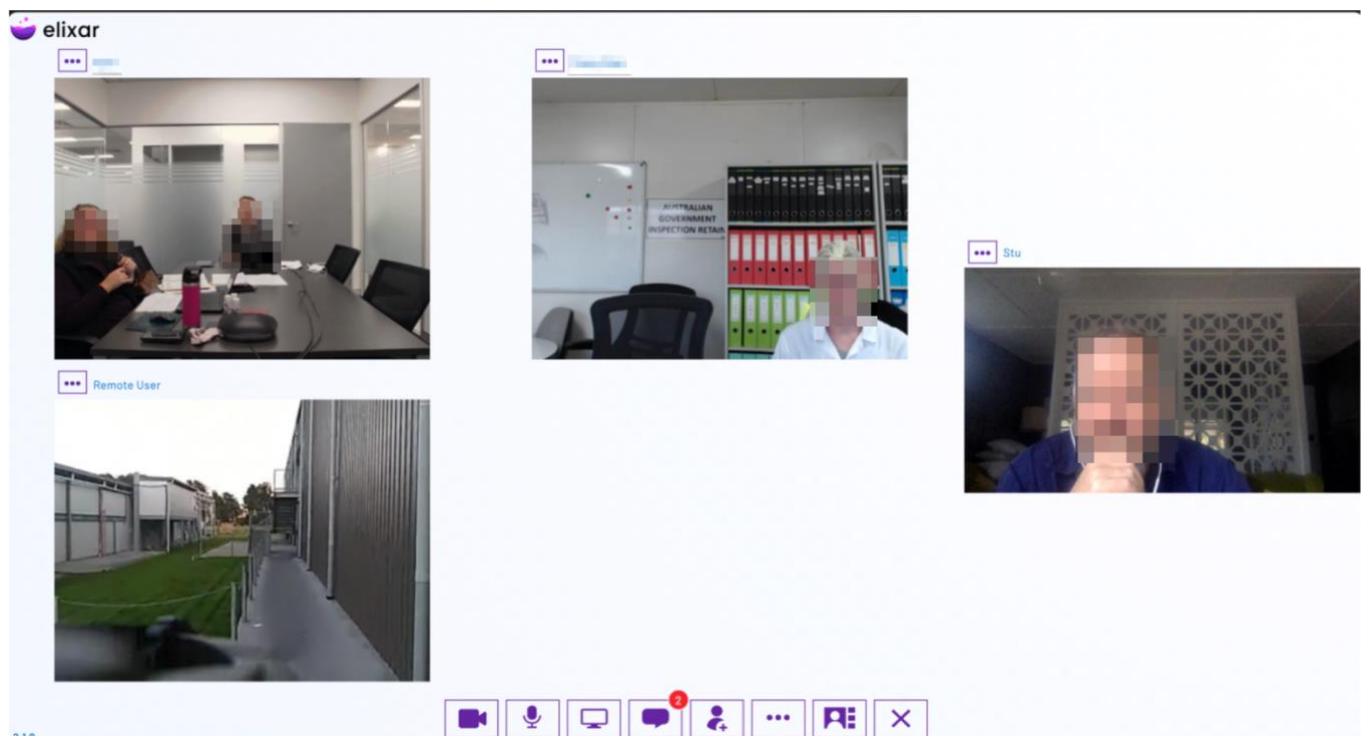 elixar
AUSTRALIAN
GOVERNMENT
INSPECTION RETAIN
Stu
Remote User
2